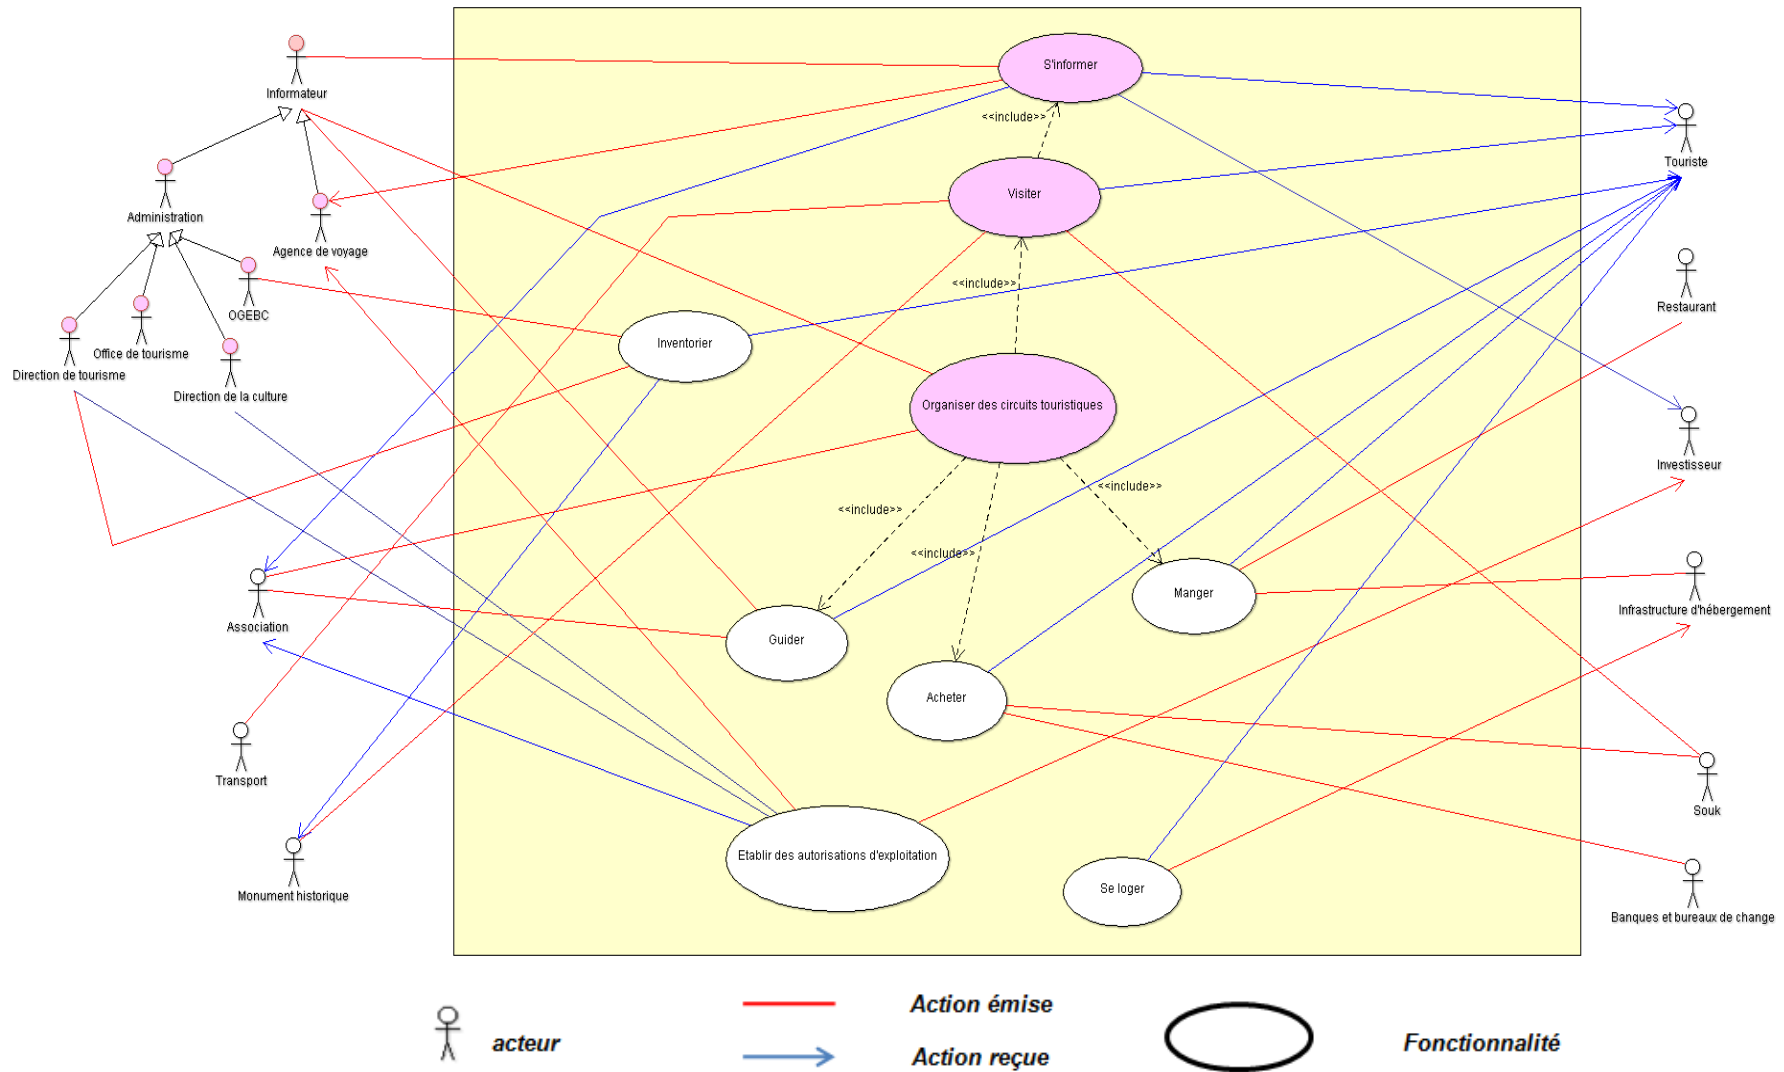 S'informer
Informateur
<<include>>
Touriste
Visiter
Administration
Agence de voyage
<<include>>
Restaurant
OGEBC
Inventorier
Office de tourisme
Direction de tourisme
Direction de la culture
Organiser des circuits touristiques
Investisseur
<<include>>
<<include>>
<<include>>
Manger
Infrastructure d'hébergement
Association
Guider
Acheter
Transport
Souk
Etablir des autorisations d'exploitation
Se loger
Monument historique
Banques et bureaux de change
acteur
Action émise
Action reçue
Fonctionnalité